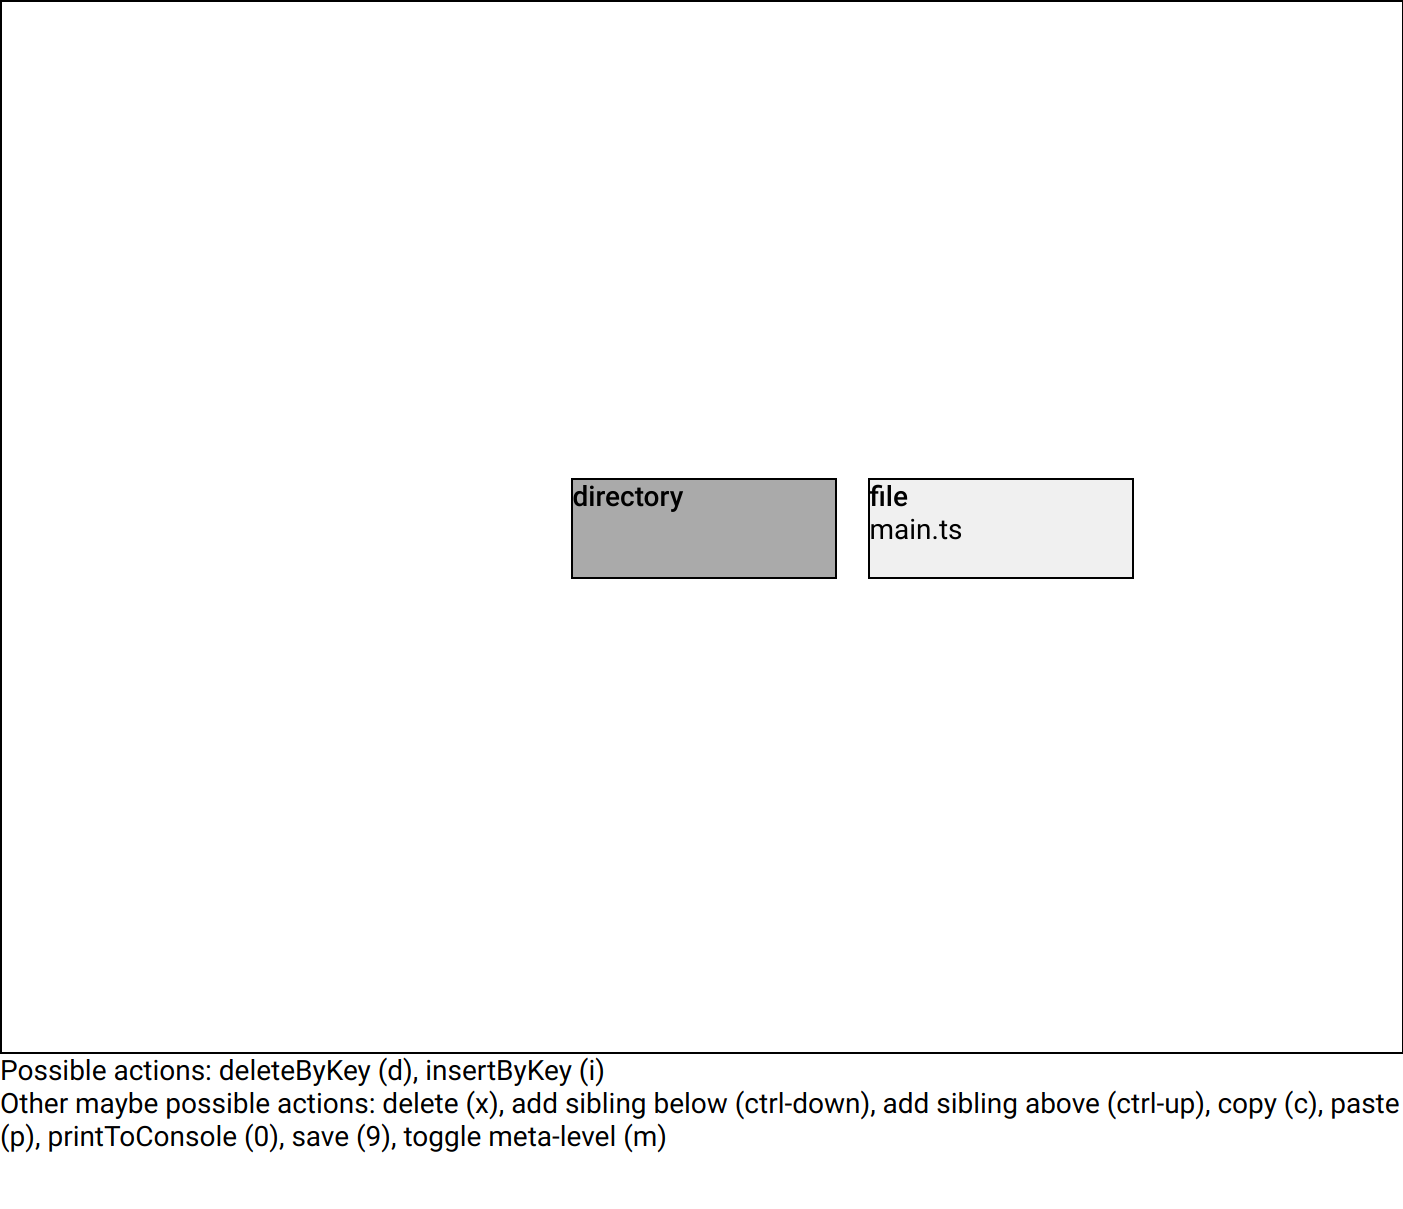 directory
file
main.ts
Possible actions: deleteByKey (d), insertByKey (i)
Other maybe possible actions: delete (x), add sibling below (ctrl-down), add sibling above (ctrl-up), copy (c), paste
(p), printToConsole (0), save (9), toggle meta-level (m)